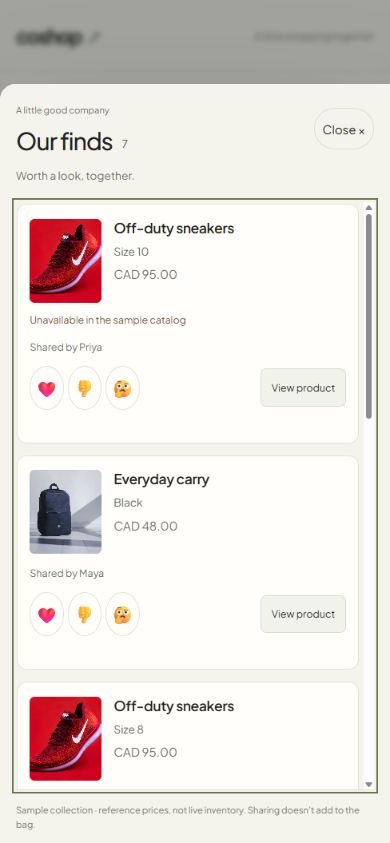 coshop ↗
A little good company
Our finds 7
Close ×
Worth a look, together.
Off-duty sneakers
Size 10
CAD 95.00
Unavailable in the sample catalog
Shared by Priya
View product
Everyday carry
Black
CAD 48.00
Shared by Maya
View product
Off-duty sneakers
Size 8
CAD 95.00
Sample collection · reference prices, not live inventory. Sharing doesn't add to the
bag.